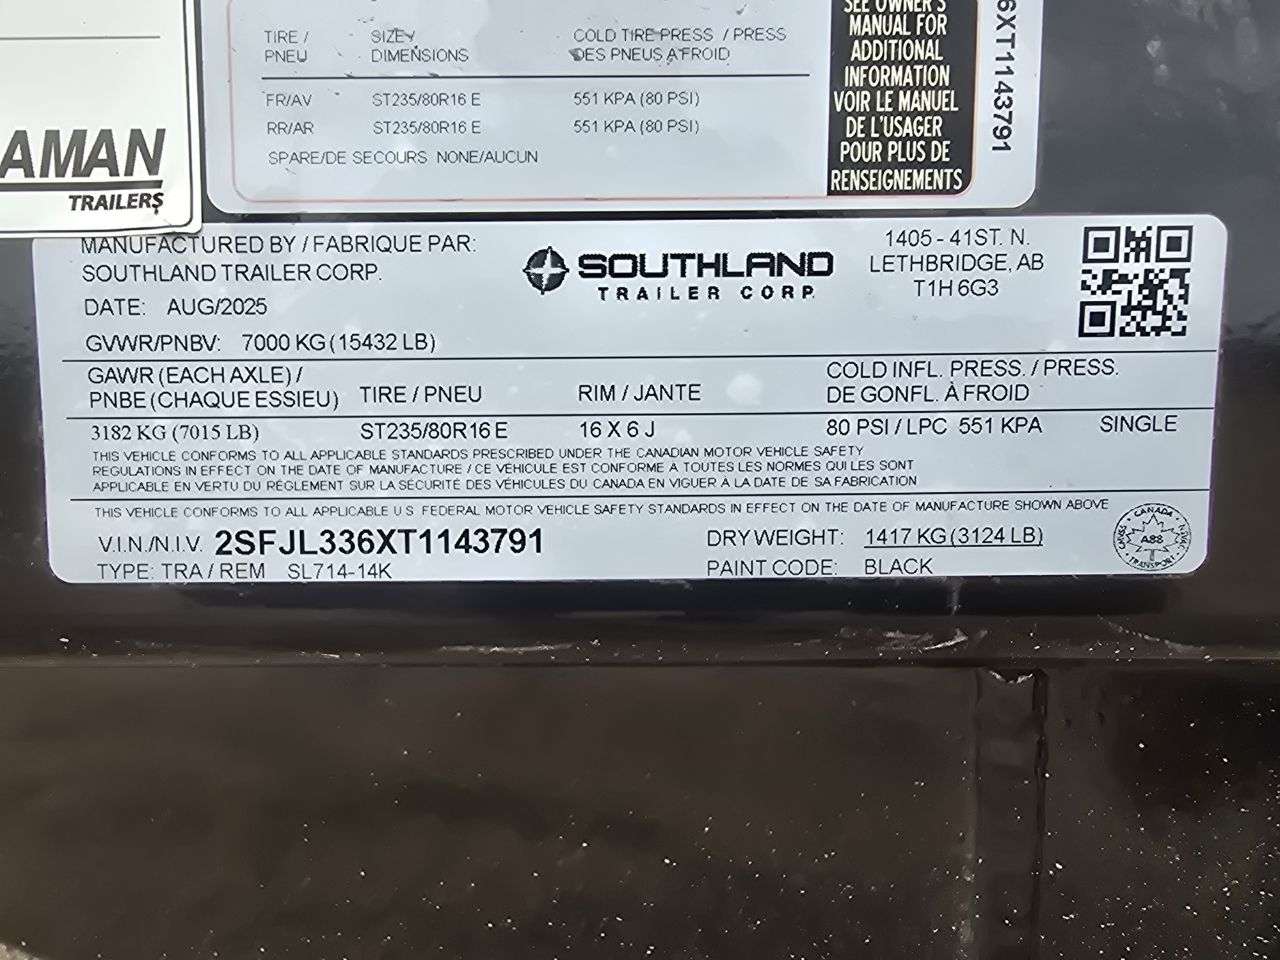 SEE OWNER'S
MANUAL FOR
ADDITIONAL
INFORMATION
VOIR LE MANUEL
DE L'USAGER
POUR PLUS DE
RENSEIGNEMENTS
6XT1143791
TIRE / SIZE / COLD TIRE PRESS / PRESS
PNEU DIMENSIONS DES PNEUS A FROID
FR/AV ST235/80R16 E 551 KPA (80 PSI)
RR/AR ST235/80R16 E 551 KPA (80 PSI)
SPARE/DE SECOURS NONE/AUCUN
AMAN
TRAILERS
MANUFACTURED BY / FABRIQUE PAR:
SOUTHLAND TRAILER CORP.
DATE: AUG/2025
GVWR/PNBV: 7000 KG (15432 LB)
SOUTHLAND
TRAILER CORP.
1405 - 41ST. N.
LETHBRIDGE, AB
T1H 6G3
GAWR (EACH AXLE) /
PNBE (CHAQUE ESSIEU) TIRE / PNEU RIM / JANTE
COLD INFL. PRESS. / PRESS.
DE GONFL. À FROID
3182 KG (7015 LB) ST235/80R16 E 16 X 6 J 80 PSI / LPC 551 KPA SINGLE
THIS VEHICLE CONFORMS TO ALL APPLICABLE STANDARDS PRESCRIBED UNDER THE CANADIAN MOTOR VEHICLE SAFETY
REGULATIONS IN EFFECT ON THE DATE OF MANUFACTURE / CE VÉHICULE EST CONFORME A TOUTES LES NORMES QUI LES SONT
APPLICABLE EN VERTU DU RÉGLEMENT SUR LA SÉCURITÉ DES VÉHICULES DU CANADA EN VIGUER A LA DATE DE SA FABRICATION
THIS VEHICLE CONFORMS TO ALL APPLICABLE U.S. FEDERAL MOTOR VEHICLE SAFETY STANDARDS IN EFFECT ON THE DATE OF MANUFACTURE SHOWN ABOVE
V.I.N./N.I.V. 2SFJL336XT1143791 DRY WEIGHT: 1417 KG (3124 LB)
TYPE: TRA / REM SL714-14K PAINT CODE: BLACK
CANADA
A88
TRANSPORT